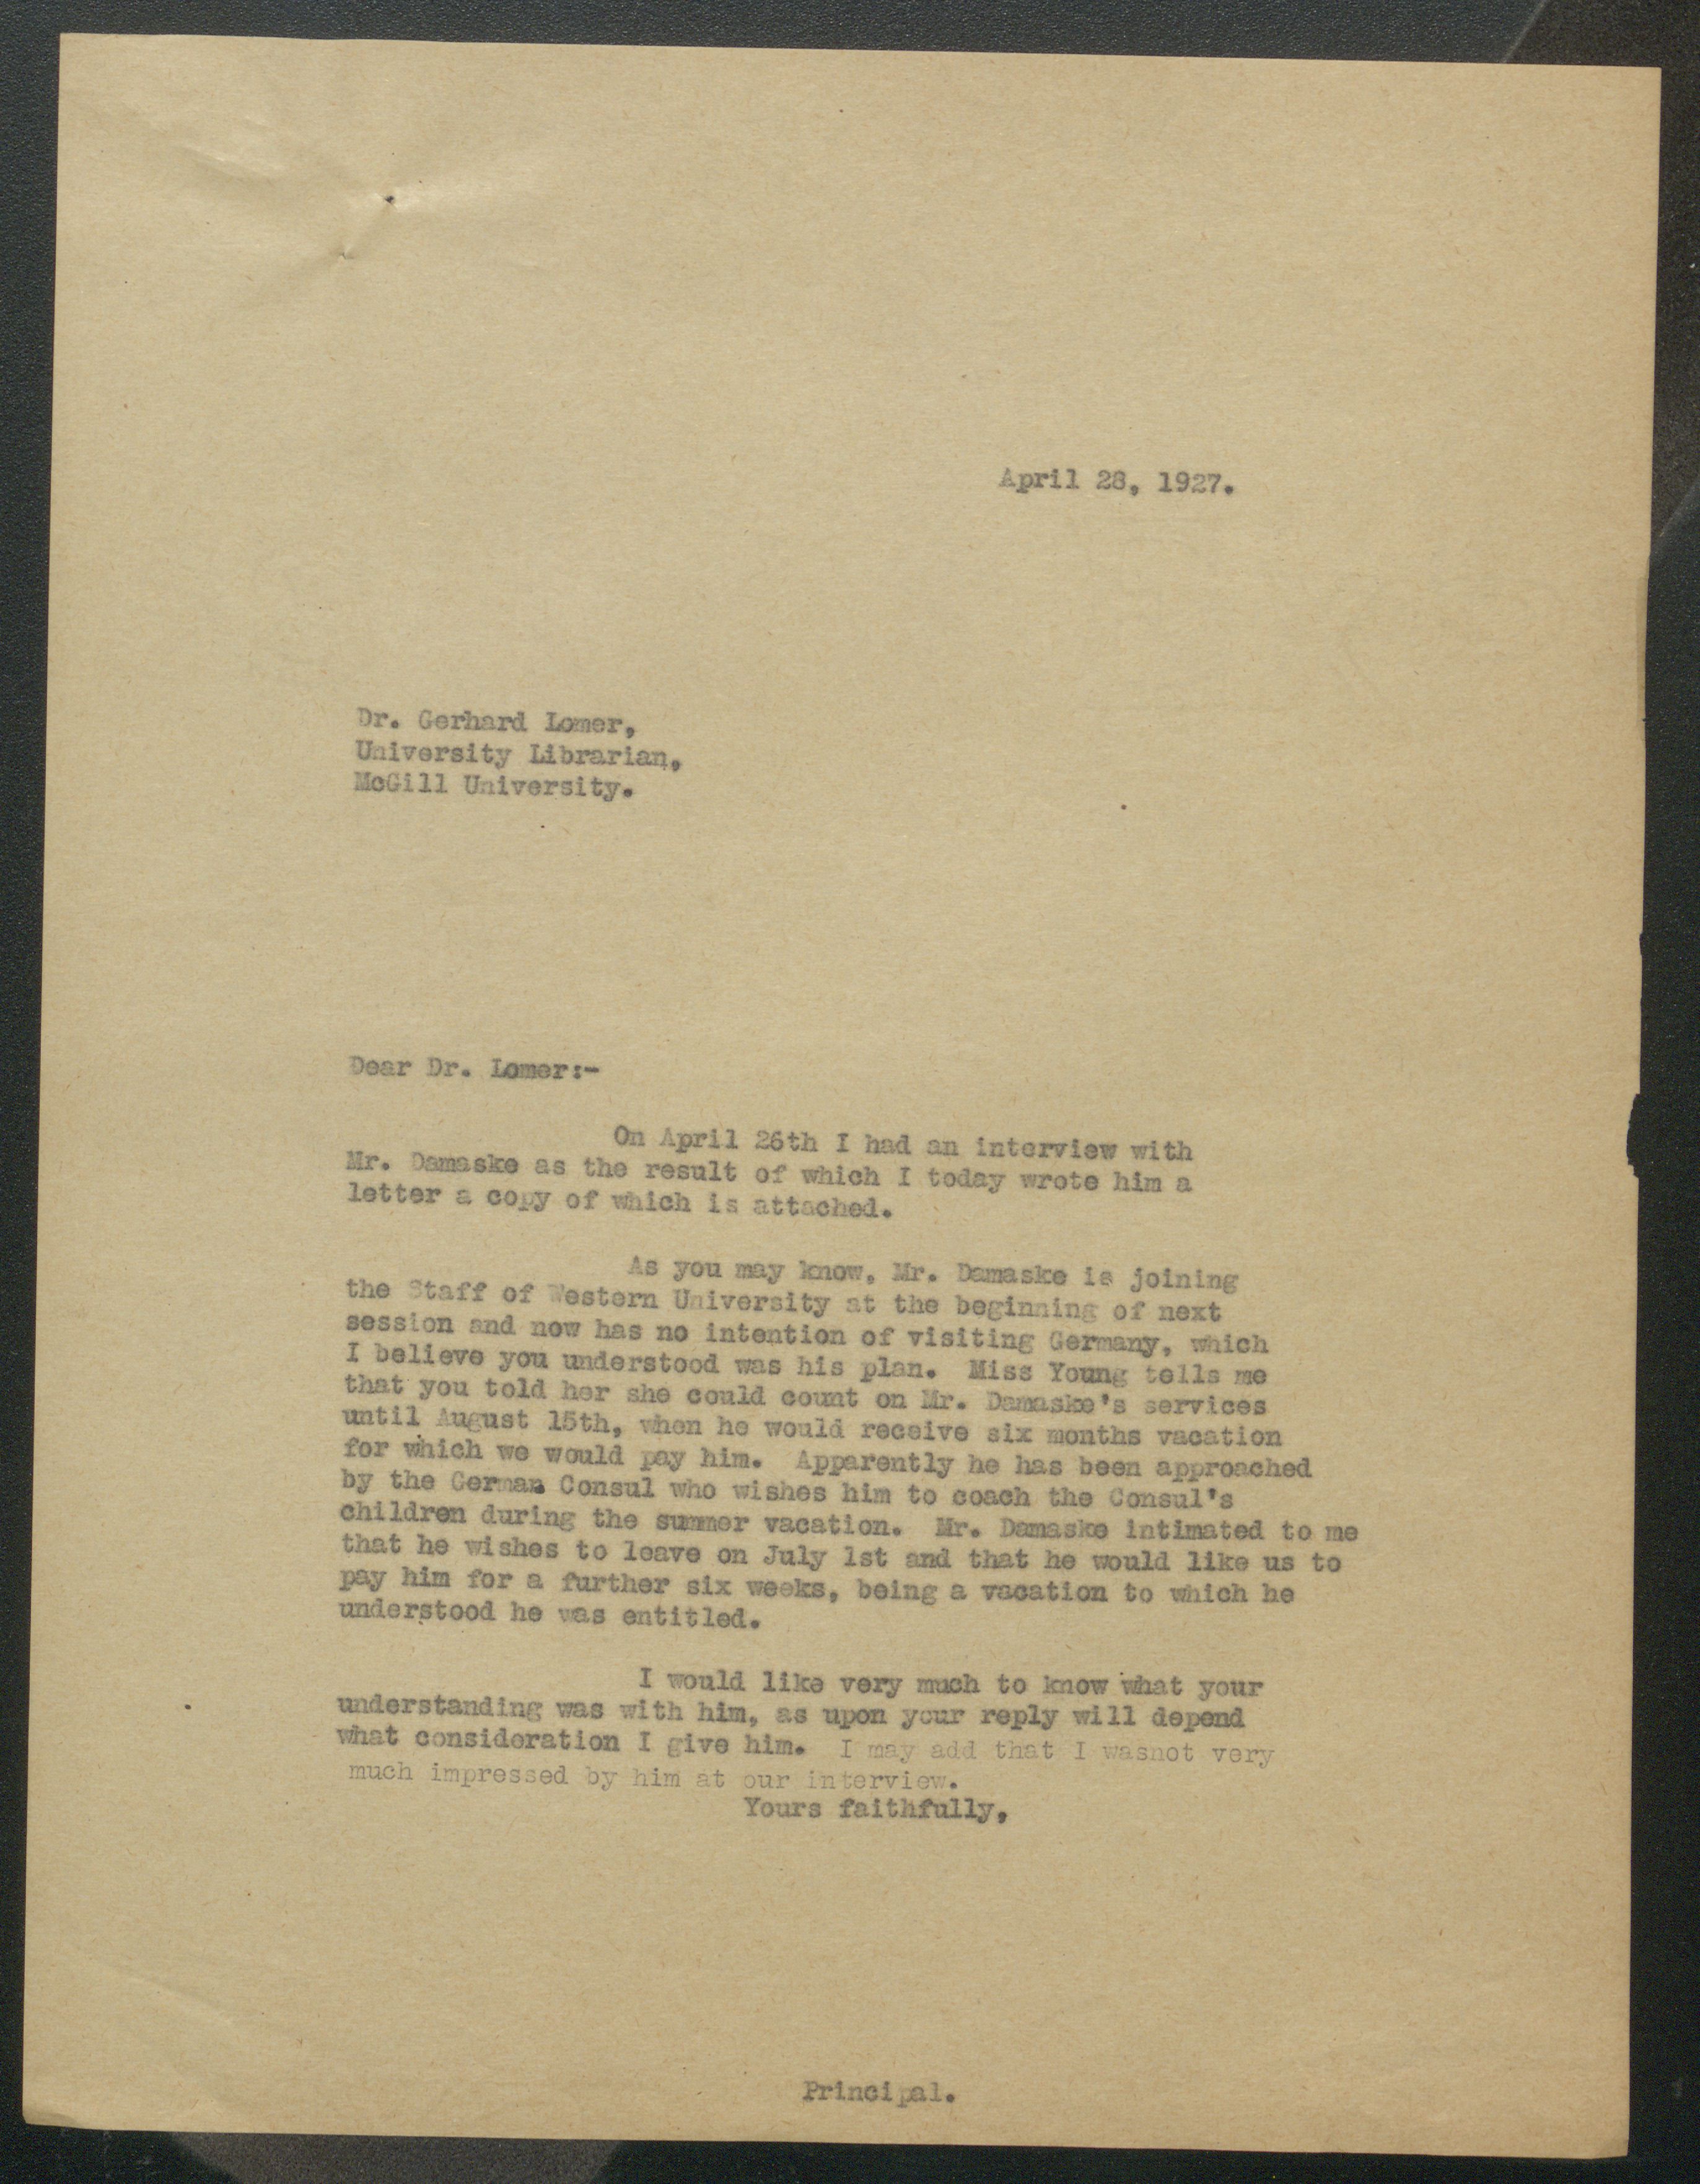 April 28, 1927.
Dr. Gerhard Lomer,
University Librarian,
McGill University.
Dear Dr. Lomer:-
On April 26th I had an interview with
Mr. Damaske as the result of which I today wrote him a
letter a copy of which is attached.
As you may know, Mr. Damaske is joining
the Staff of Western University at the beginning of next
session and now has no intention of visiting Germany, which
I believe you understood was his plan. Miss Young tells me
that you told her she could count on Mr. Damaske's services
until August 15th, when he would receive six months vacation
for which we would pay him. Apparently he has been approached
by the German Consul who wishes him to coach the Consul's
children during the summer vacation. Mr. Damaske intimated to me
that he wishes to leave on July 1st and that he would like us to
pay him for a further six weeks, being a vacation to which he
understood he was entitled.
I would like very much to know what your
understanding was with him, as upon your reply will depend
what consideration I give him. I may add that I wasnot very
much impressed by him at our interview.
Yours faithfully,
Principal.